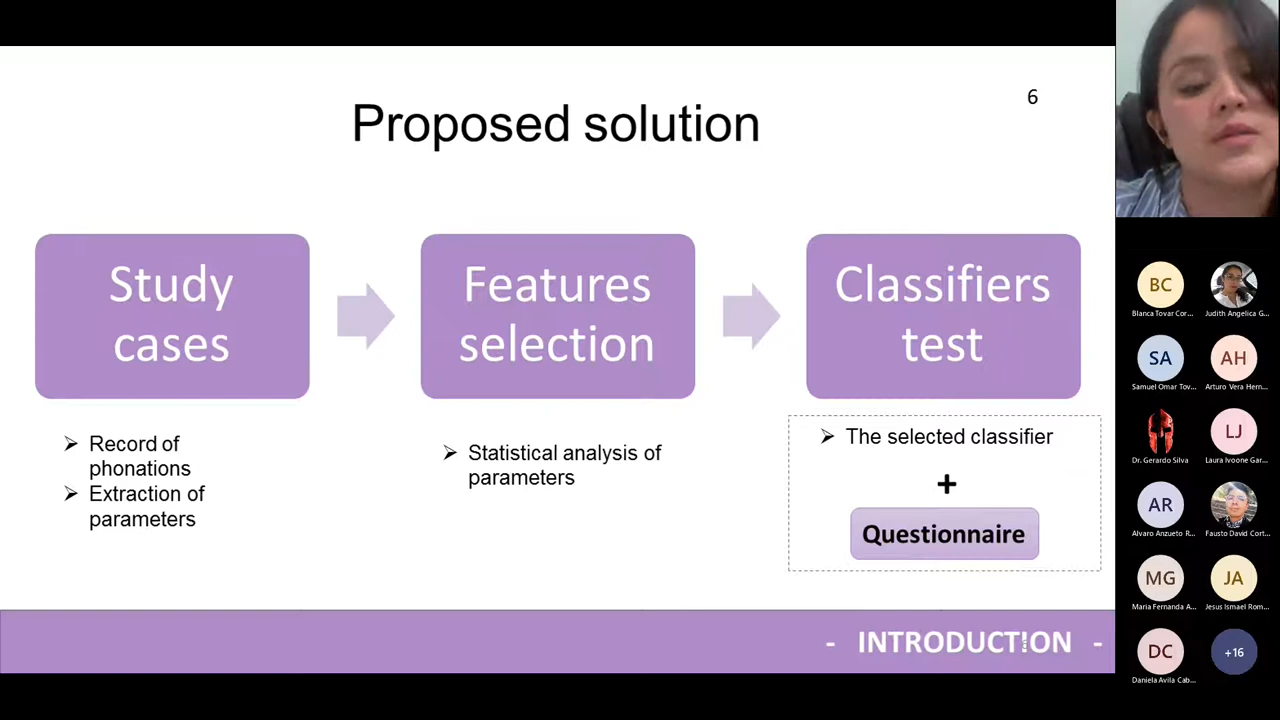 6
Proposed solution
Study
cases
Features
selection
Classifiers
test
➢ Record of
phonations
➢ Extraction of
parameters
➢ Statistical analysis of
parameters
➢ The selected classifier
+
Questionnaire
- INTRODUCTION -
BC
Blanca Tovar Cor...
Judith Angelica G...
SA
Samuel Omar Tov...
AH
Arturo Vera Hern...
Dr. Gerardo Silva
LJ
Laura Ivoone Gar...
AR
Alvaro Anzueto R...
Fausto David Cort...
MG
Maria Fernanda A...
JA
Jesus Ismael Rom...
DC
Daniela Avila Cab...
+16